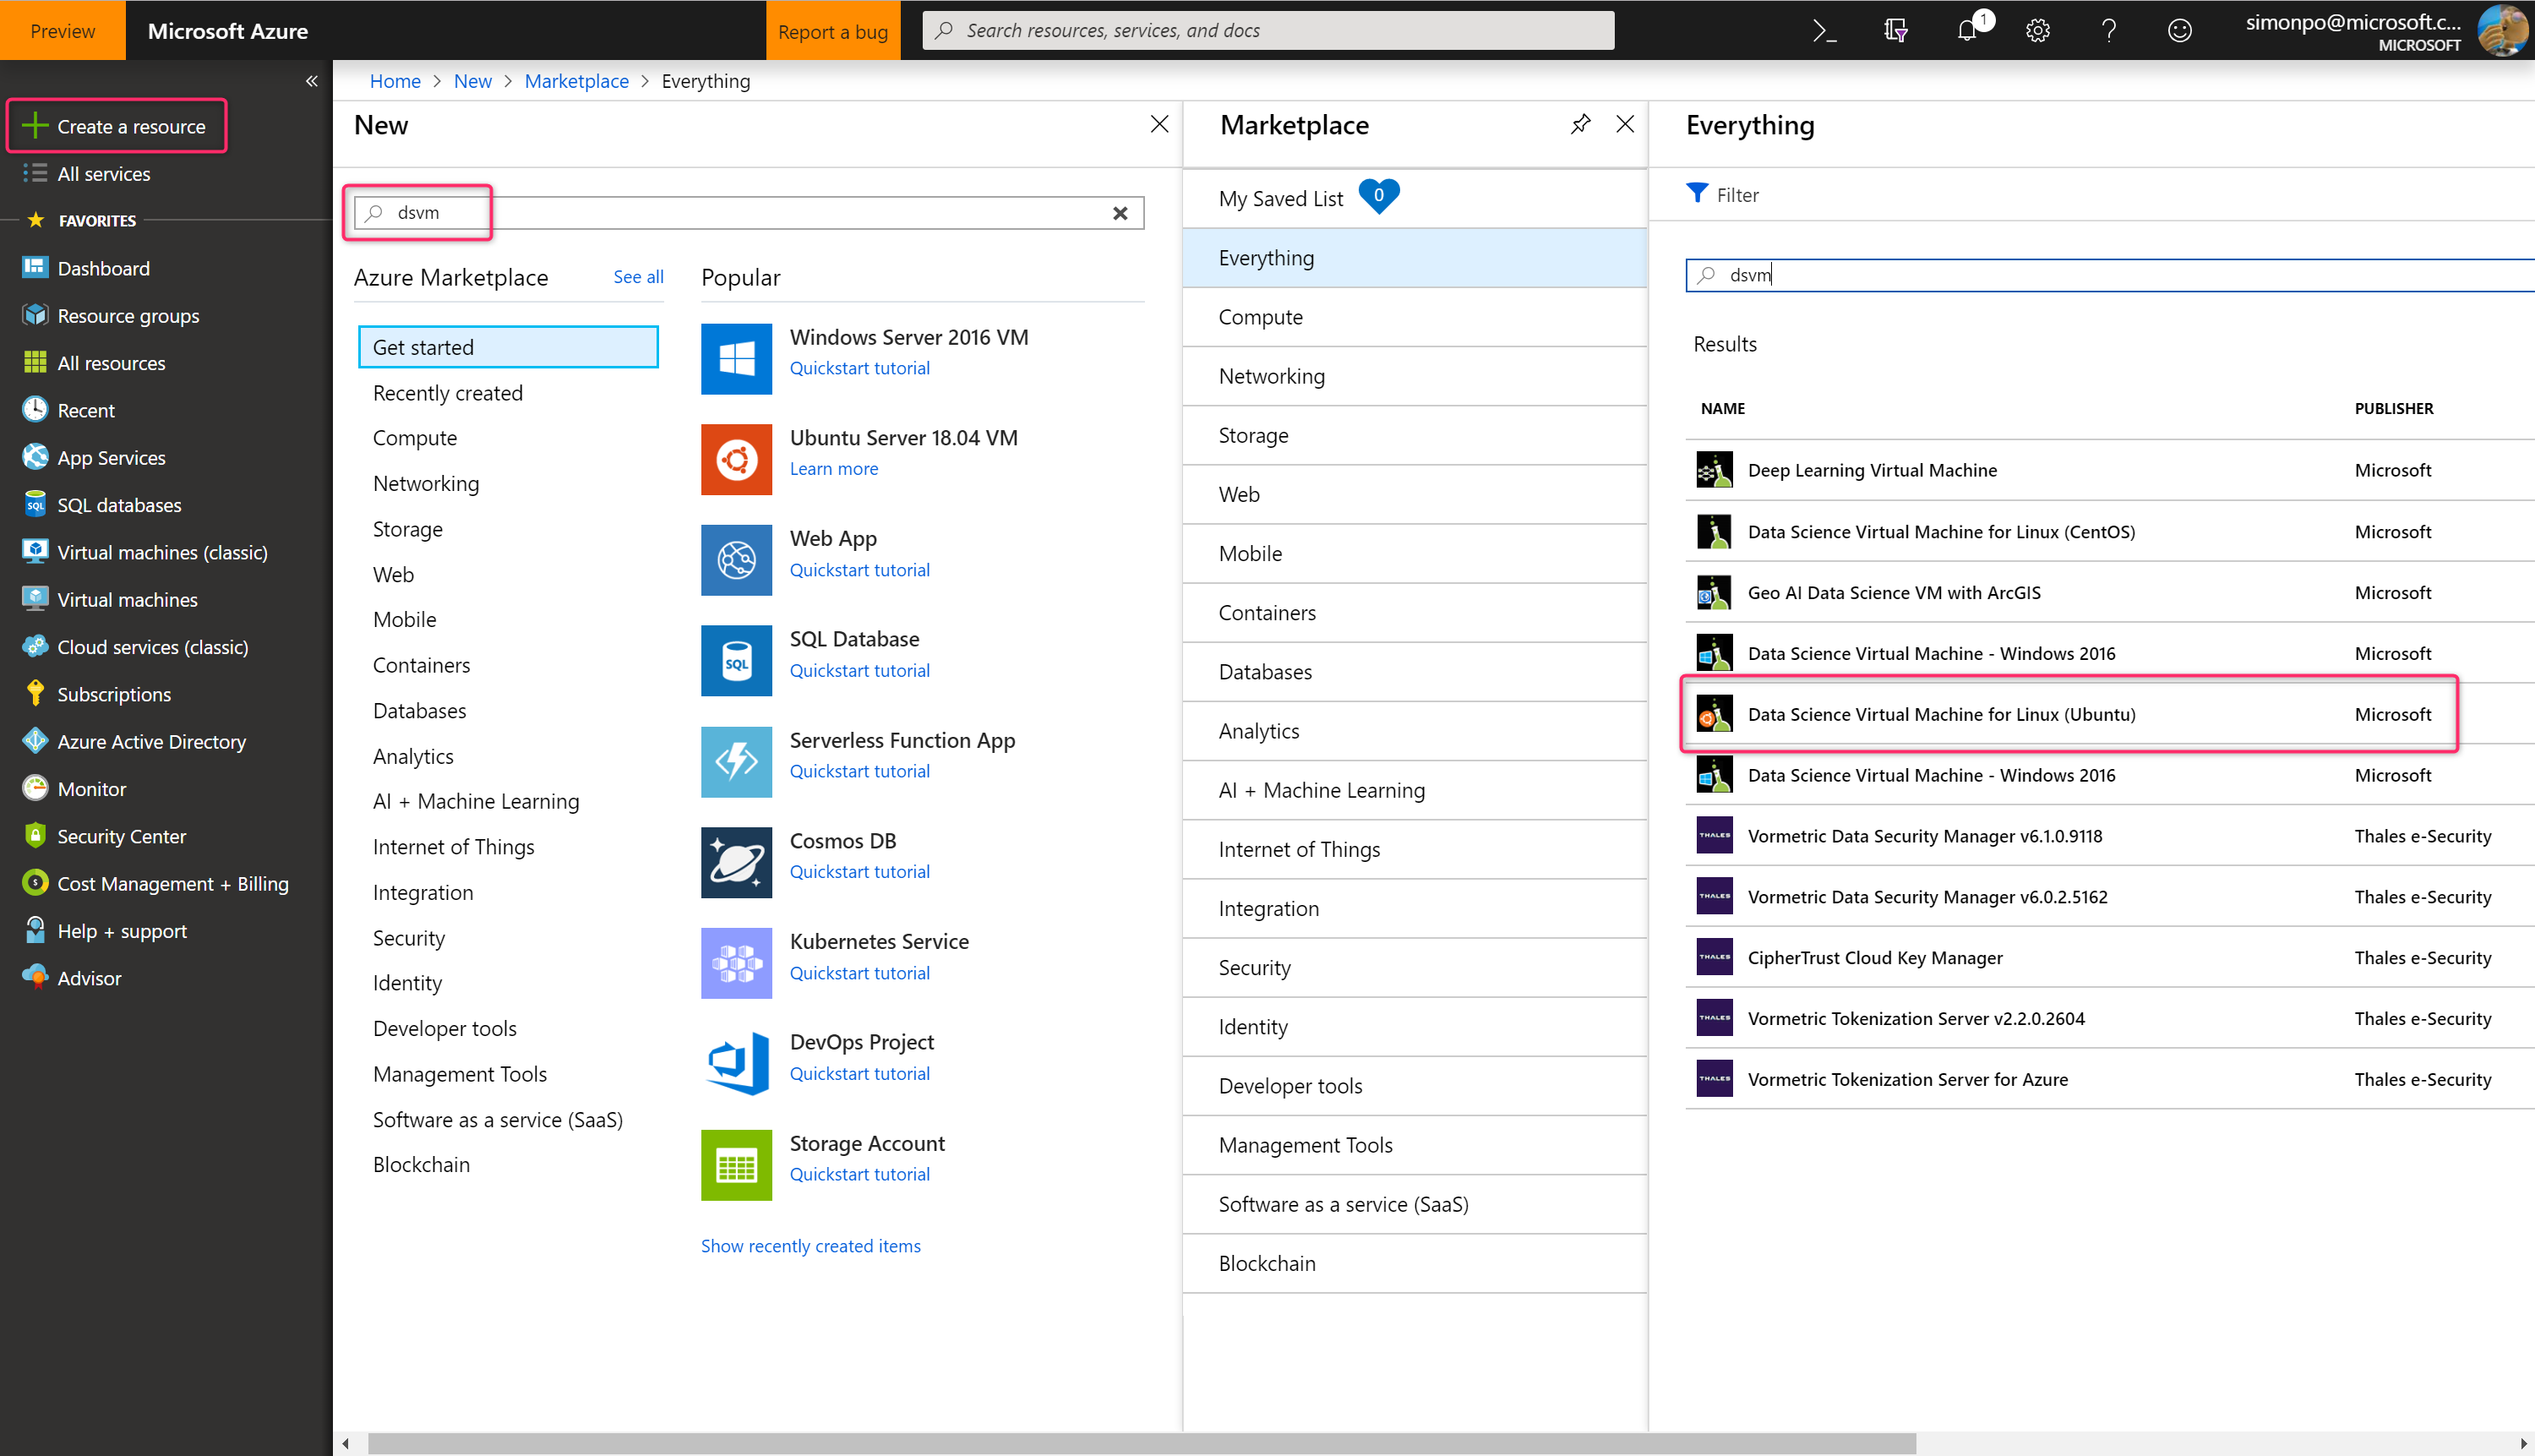 Preview
Microsoft Azure
Report a bug
Search resources, services, and docs
1
simonpo@microsoft.c...
MICROSOFT
Create a resource
All services
FAVORITES
Dashboard
Resource groups
All resources
Recent
App Services
SQL
SQL databases
Virtual machines (classic)
Virtual machines
Cloud services (classic)
Subscriptions
Azure Active Directory
Monitor
Security Center
Cost Management + Billing
Help + support
Advisor
Home > New > Marketplace > Everything
New
dsvm
Azure Marketplace
See all
Get started
Recently created
Compute
Networking
Storage
Web
Mobile
Containers
Databases
Analytics
AI + Machine Learning
Internet of Things
Integration
Security
Identity
Developer tools
Management Tools
Software as a service (SaaS)
Blockchain
Popular
Windows Server 2016 VM
Quickstart tutorial
Ubuntu Server 18.04 VM
Learn more
Web App
Quickstart tutorial
SQL
SQL Database
Quickstart tutorial
Serverless Function App
Quickstart tutorial
Cosmos DB
Quickstart tutorial
Kubernetes Service
Quickstart tutorial
DevOps Project
Quickstart tutorial
Storage Account
Quickstart tutorial
Show recently created items
Marketplace
My Saved List 0
Everything
Compute
Networking
Storage
Web
Mobile
Containers
Databases
Analytics
AI + Machine Learning
Internet of Things
Integration
Security
Identity
Developer tools
Management Tools
Software as a service (SaaS)
Blockchain
Everything
Filter
dsvm
Results
NAME PUBLISHER
Deep Learning Virtual Machine Microsoft
Data Science Virtual Machine for Linux (CentOS) Microsoft
Geo AI Data Science VM with ArcGIS Microsoft
Data Science Virtual Machine - Windows 2016 Microsoft
Data Science Virtual Machine for Linux (Ubuntu) Microsoft
Data Science Virtual Machine - Windows 2016 Microsoft
THALES Vormetric Data Security Manager v6.1.0.9118 Thales e-Security
THALES Vormetric Data Security Manager v6.0.2.5162 Thales e-Security
THALES CipherTrust Cloud Key Manager Thales e-Security
THALES Vormetric Tokenization Server v2.2.0.2604 Thales e-Security
THALES Vormetric Tokenization Server for Azure Thales e-Security